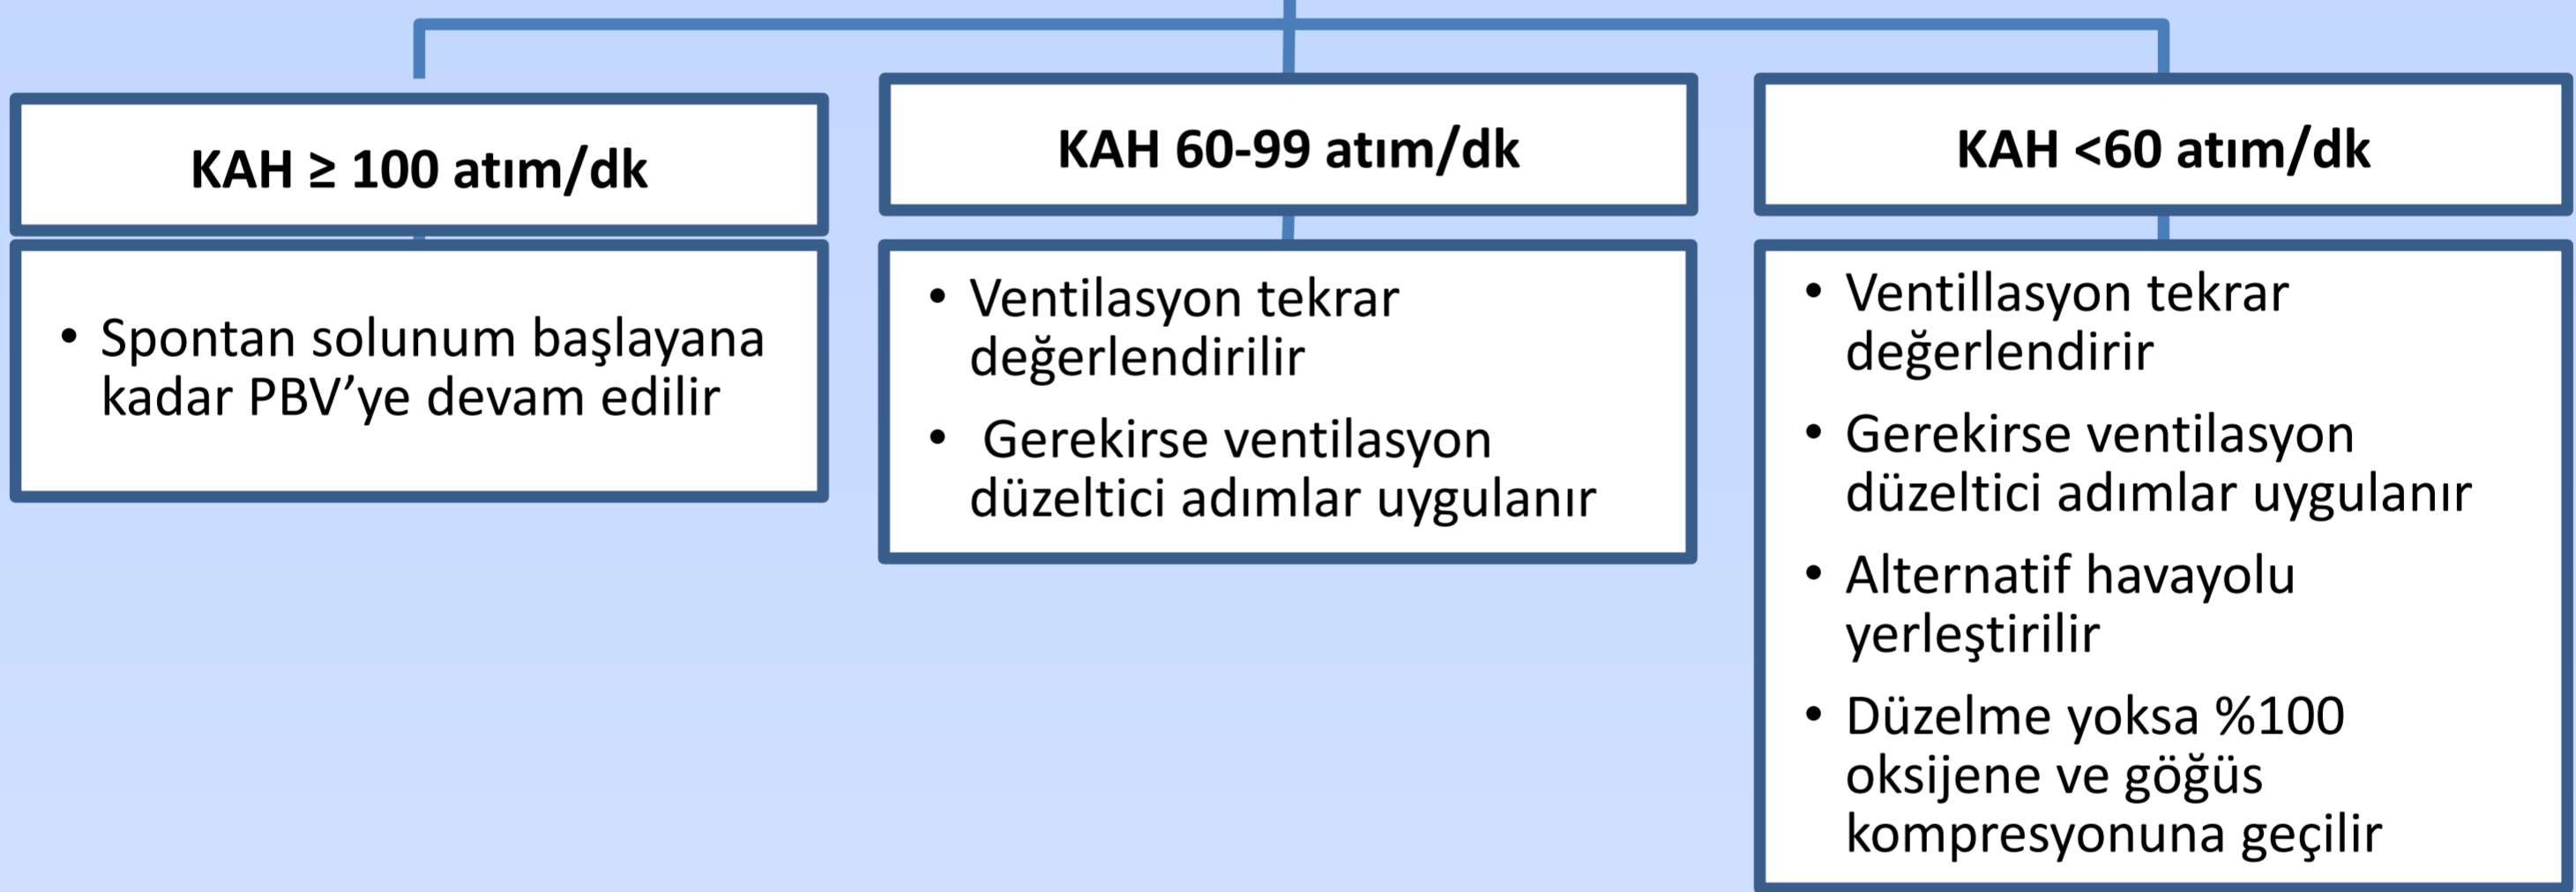 KAH ≥ 100 atım/dk
• Spontan solunum başlayana
kadar PBV’ye devam edilir
KAH 60-99 atım/dk
• Ventilasyon tekrar
değerlendirilir
• Gerekirse ventilasyon
düzeltici adımlar uygulanır
KAH <60 atım/dk
• Ventillasyon tekrar
değerlendirir
• Gerekirse ventilasyon
düzeltici adımlar uygulanır
• Alternatif havayolu
yerleştirilir
• Düzelme yoksa %100
oksijene ve göğüs
kompresyonuna geçilir